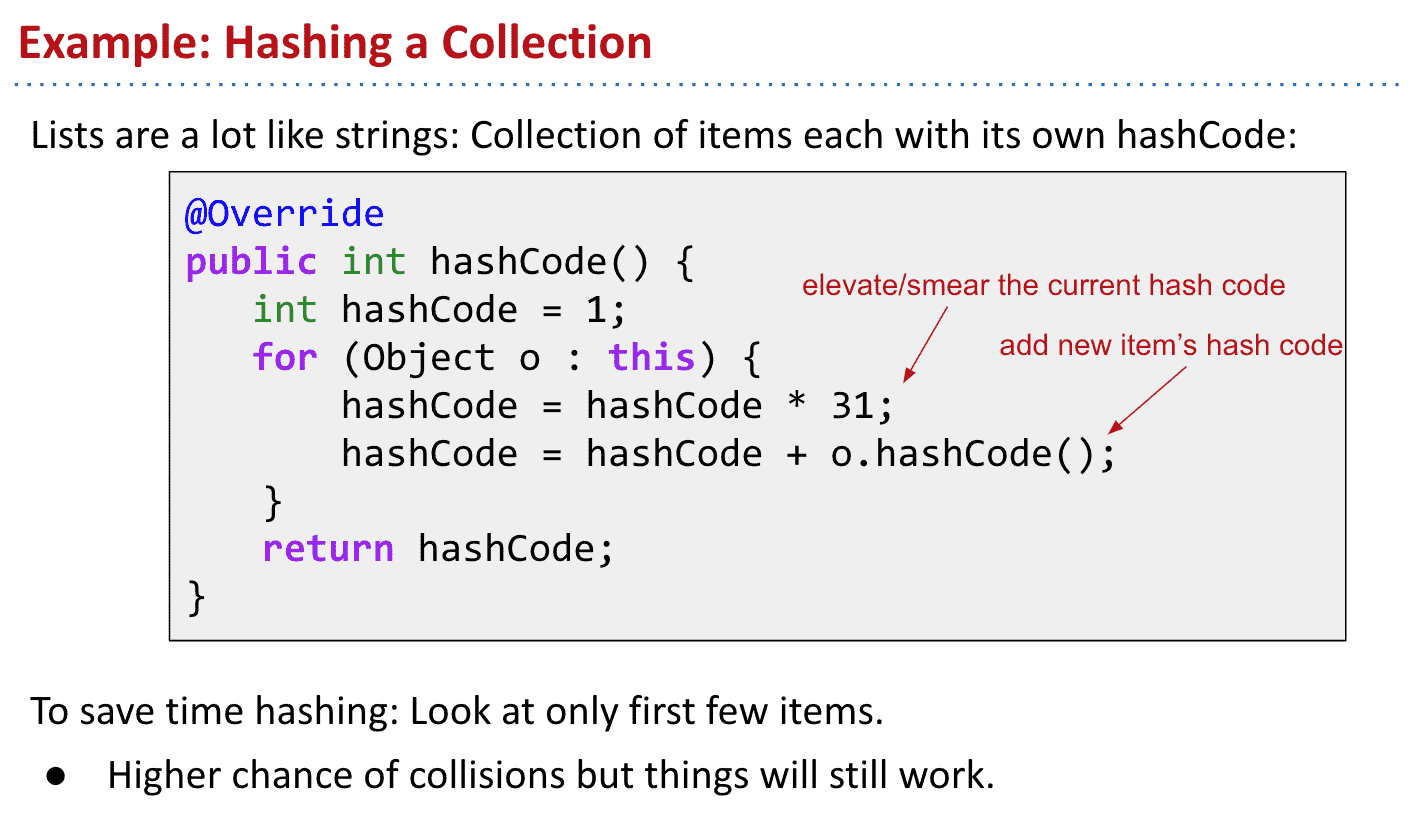 Example: Hashing a Collection
Lists are a lot like strings: Collection of items each with its own hashCode:
@Override
public int hashCode() {
int hashCode = 1;
elevate/smear the current hash code
for (Object o : this) {
add new item's hash code
hashCode = hashCode * 31;
hashCode = hashCode + o.hashCode();
}
return hashCode;
}
To save time hashing: Look at only first few items.
● Higher chance of collisions but things will still work.